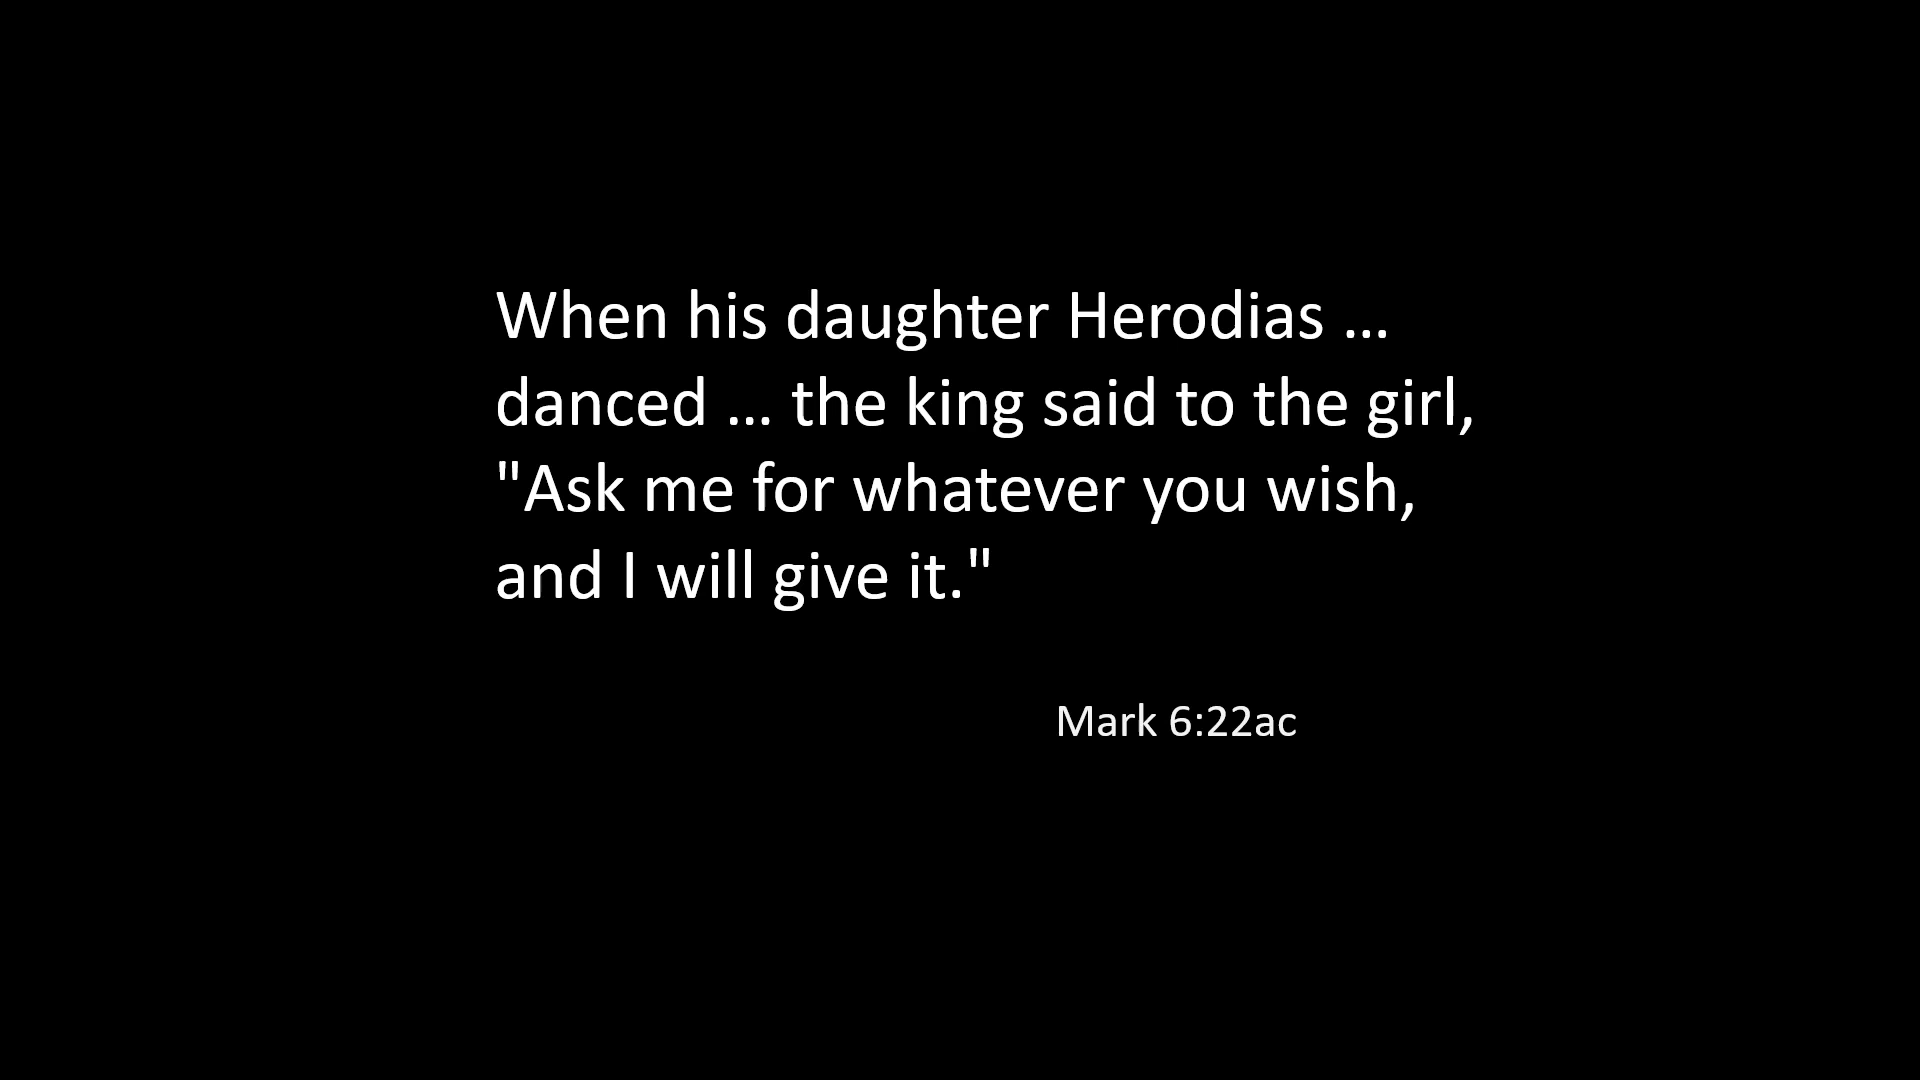 When his daughter Herodias …
danced … the king said to the girl,
"Ask me for whatever you wish,
and I will give it."
Mark 6:22ac